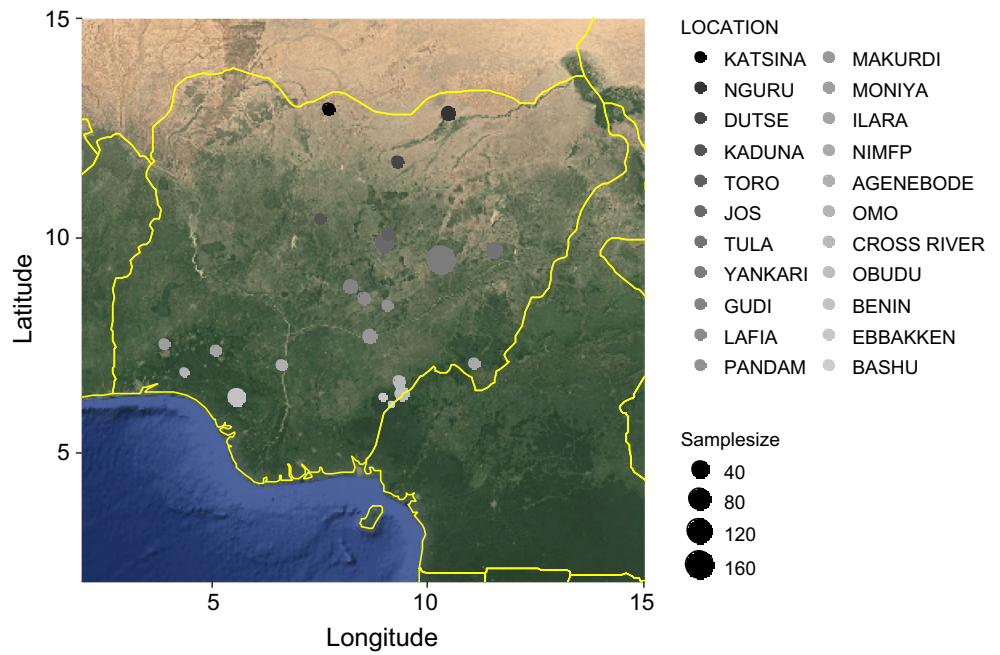 15
10
5
Latitude
5
10
15
Longitude
LOCATION
KATSINA
NGURU
DUTSE
KADUNA
TORO
JOS
TULA
YANKARI
GUDI
LAFIA
PANDAM
MAKURDI
MONIYA
ILARA
NIMFP
AGENEBODE
OMO
CROSS RIVER
OBUDU
BENIN
EBBAKKEN
BASHU
Samplesize
40
80
120
160